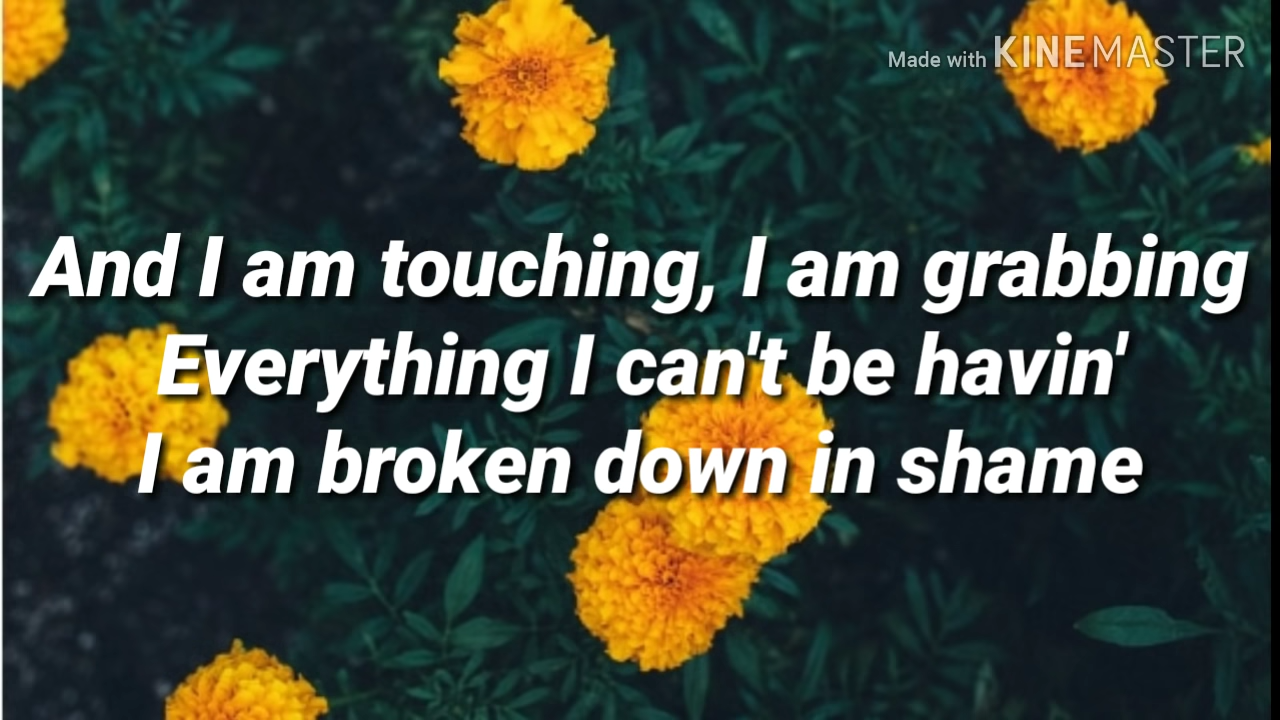 Made with KINEMASTER
And I am touching, I am grabbing
Everything I can't be havin'
I am broken down in shame